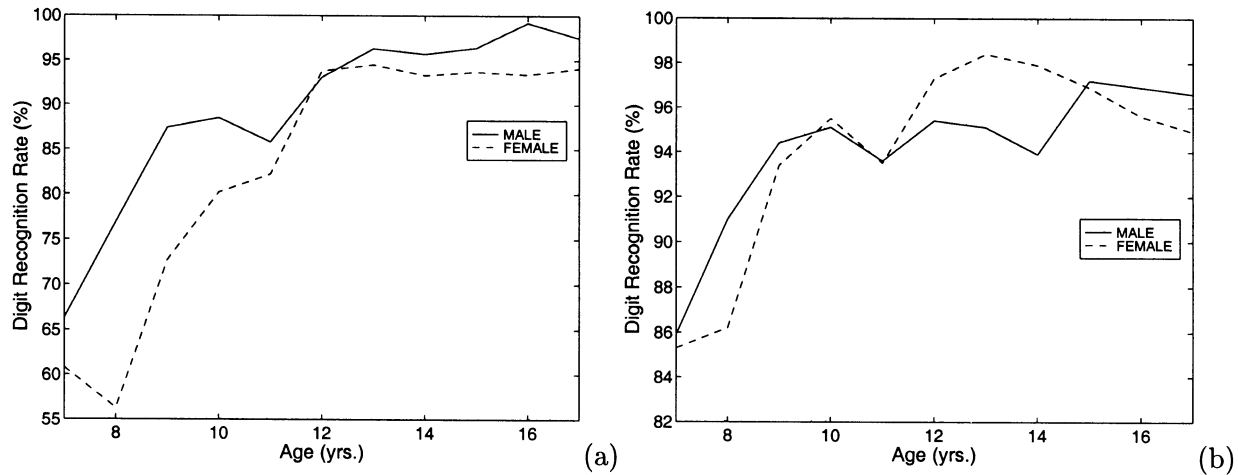 100
95
90
85
80
75
70
65
60
55
Digit Recognition Rate (%)
MALE
FEMALE
8 10 12 14 16
Age (yrs.)
(a)
100
98
96
94
92
90
88
86
84
82
Digit Recognition Rate (%)
MALE
FEMALE
8 10 12 14 16
Age (yrs.)
(b)